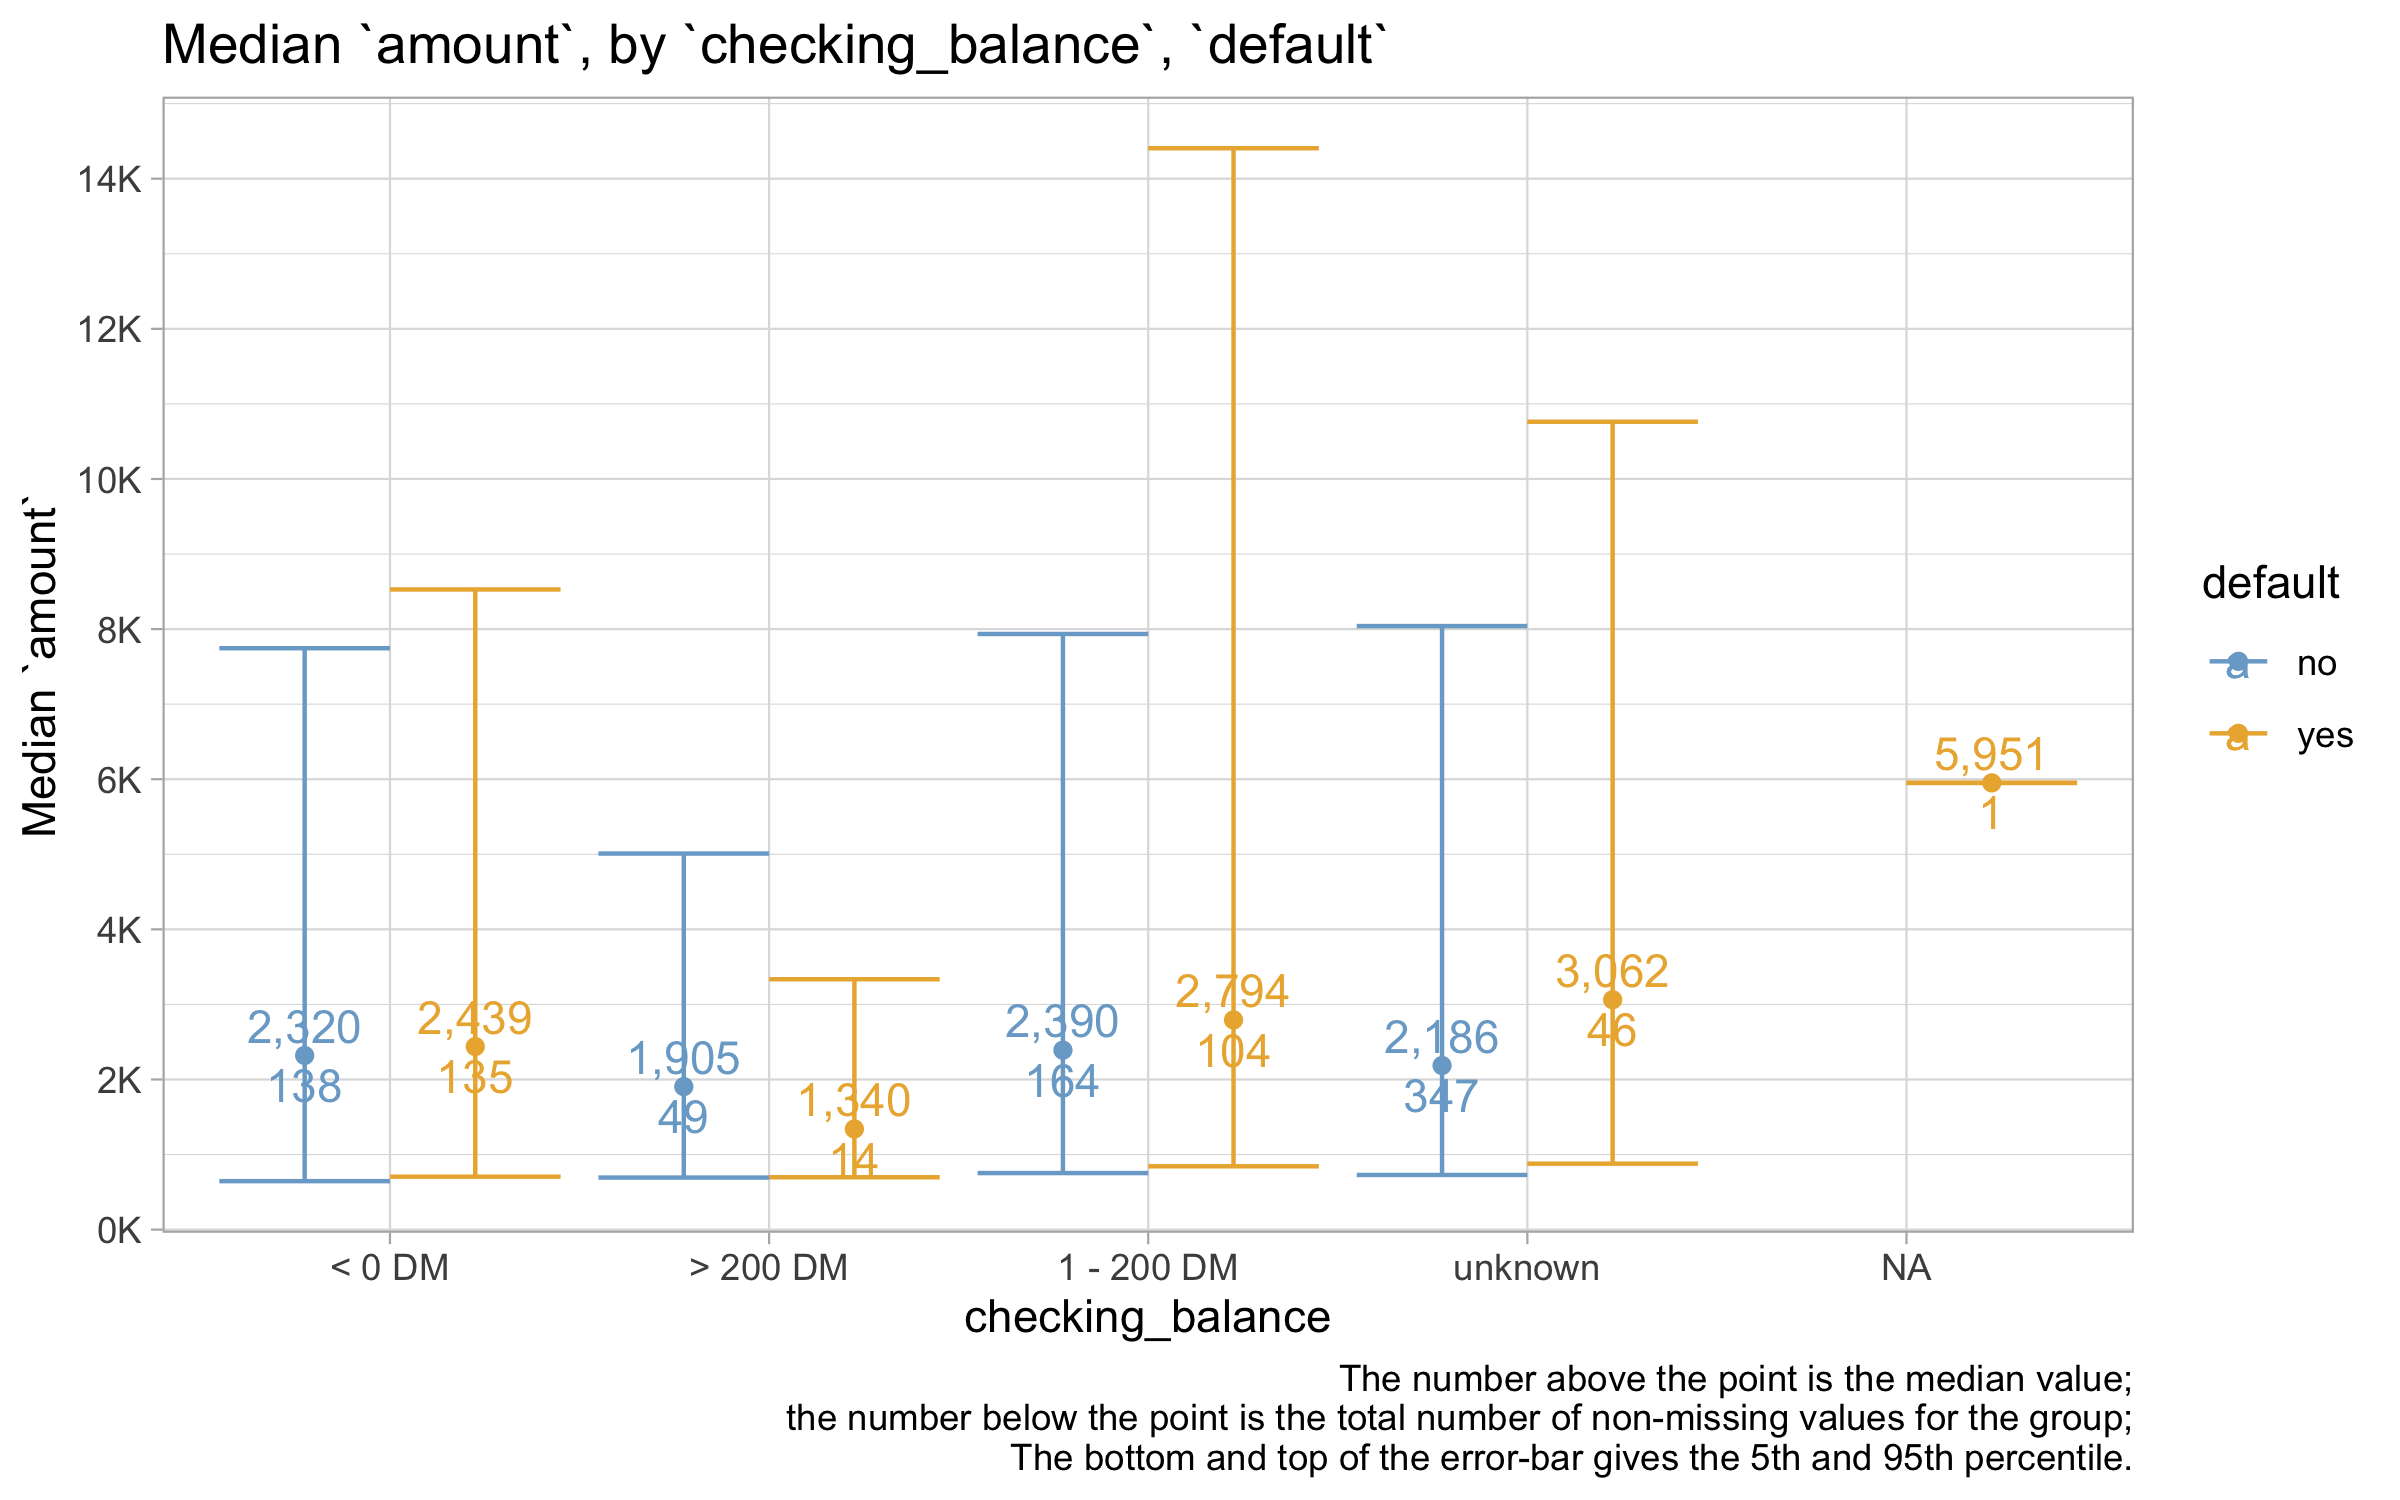 Median `amount`, by `checking_balance`, `default`
Median `amount`
14K
12K
10K
8K
6K
4K
2K
0K
2,320
138
2,439
135
1,905
49
1,340
14
2,390
164
2,794
104
2,186
347
3,062
46
5,951
1
< 0 DM
> 200 DM
1 - 200 DM
unknown
NA
checking_balance
default
a no
a yes
The number above the point is the median value;
the number below the point is the total number of non-missing values for the group;
The bottom and top of the error-bar gives the 5th and 95th percentile.